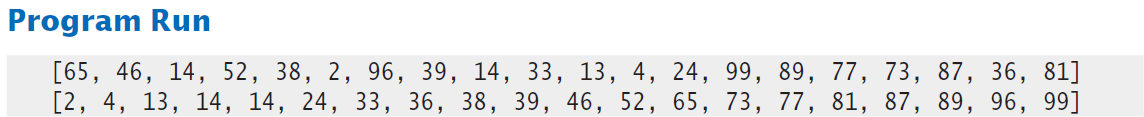 Program Run
[65, 46, 14, 52, 38, 2, 96, 39, 14, 33, 13, 4, 24, 99, 89, 77, 73, 87, 36, 81]
[2, 4, 13, 14, 14, 24, 33, 36, 38, 39, 46, 52, 65, 73, 77, 81, 87, 89, 96, 99]